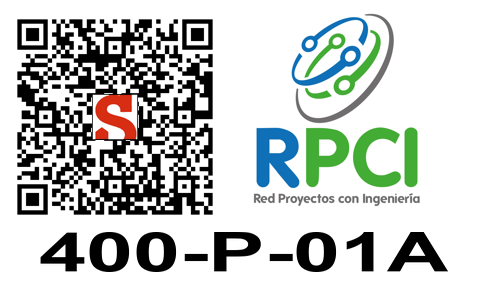 S
RPCI
Red Proyectos con Ingeniería
400-P-01A